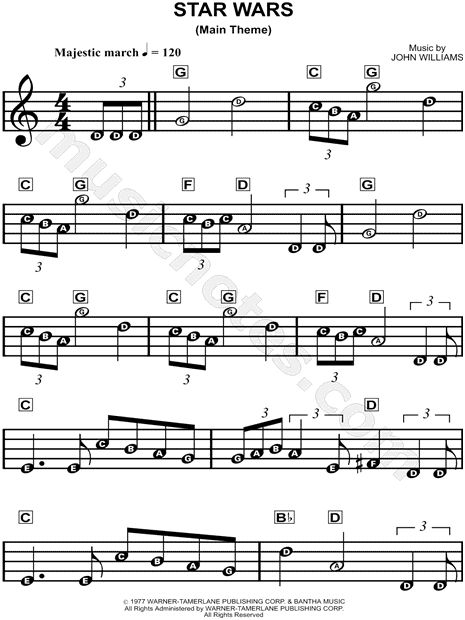 STAR WARS
(Main Theme)
Majestic march ♩ = 120
Music by
JOHN WILLIAMS
G C G
4
4
3
D D D G D C B A G D
3
musicnotes.com
C G F D G
3
C B A G D C B C A D D G D
3 3
C G C G F D
3
C B A G D C B A G D C B C A D D
3 3 3
C D
3 3
E E C B A G G A B A E F D
C B♭ D
3 3
E E C B A G B♭ G D D D
© 1977 WARNER-TAMERLANE PUBLISHING CORP. & BANTHA MUSIC
All Rights Administered by WARNER-TAMERLANE PUBLISHING CORP.
All Rights Reserved